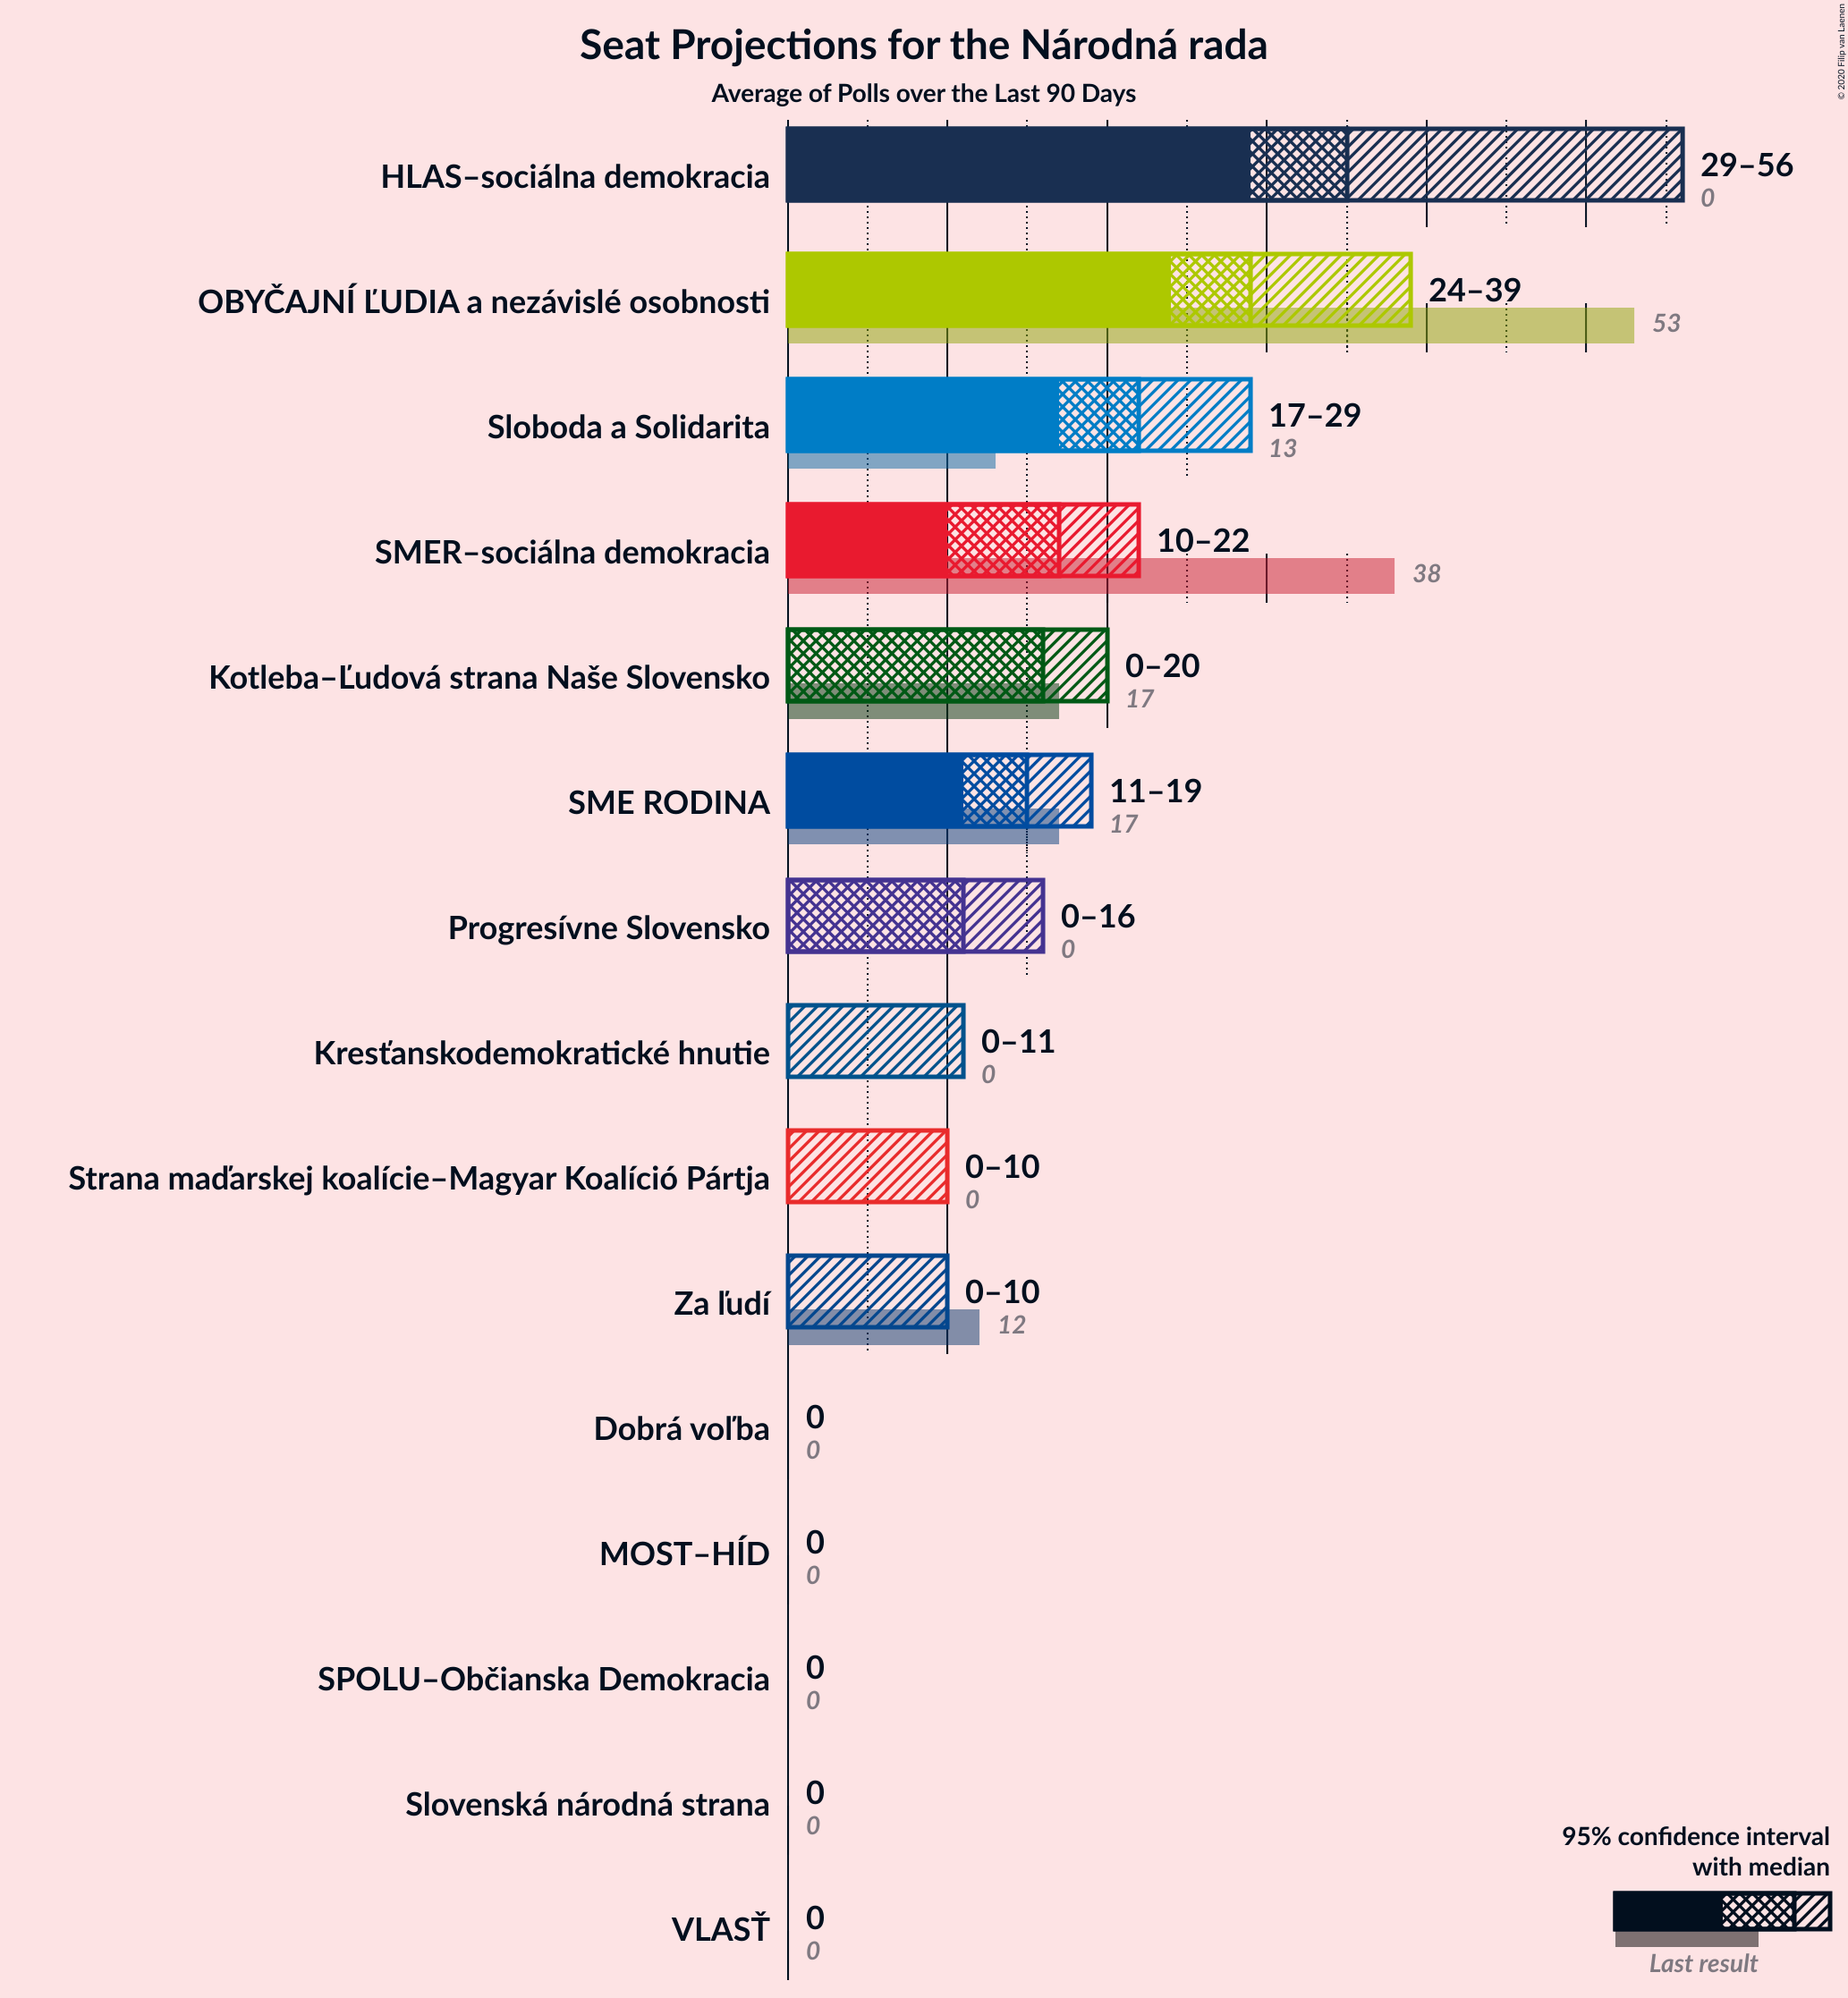 Seat Projections for the Národná rada
Average of Polls over the Last 90 Days
© 2020 Filip van Laenen
HLAS–sociálna demokracia
29–56
0
OBYČAJNÍ ĽUDIA a nezávislé osobnosti
24–39
53
Sloboda a Solidarita
17–29
13
SMER–sociálna demokracia
10–22
38
Kotleba–Ľudová strana Naše Slovensko
0–20
17
SME RODINA
11–19
17
Progresívne Slovensko
0–16
0
Kresťanskodemokratické hnutie
0–11
0
Strana maďarskej koalície–Magyar Koalíció Pártja
0–10
0
Za ľudí
0–10
12
Dobrá voľba
0
0
MOST–HÍD
0
0
SPOLU–Občianska Demokracia
0
0
Slovenská národná strana
0
0
VLASŤ
0
0
95% confidence interval
with median
Last result